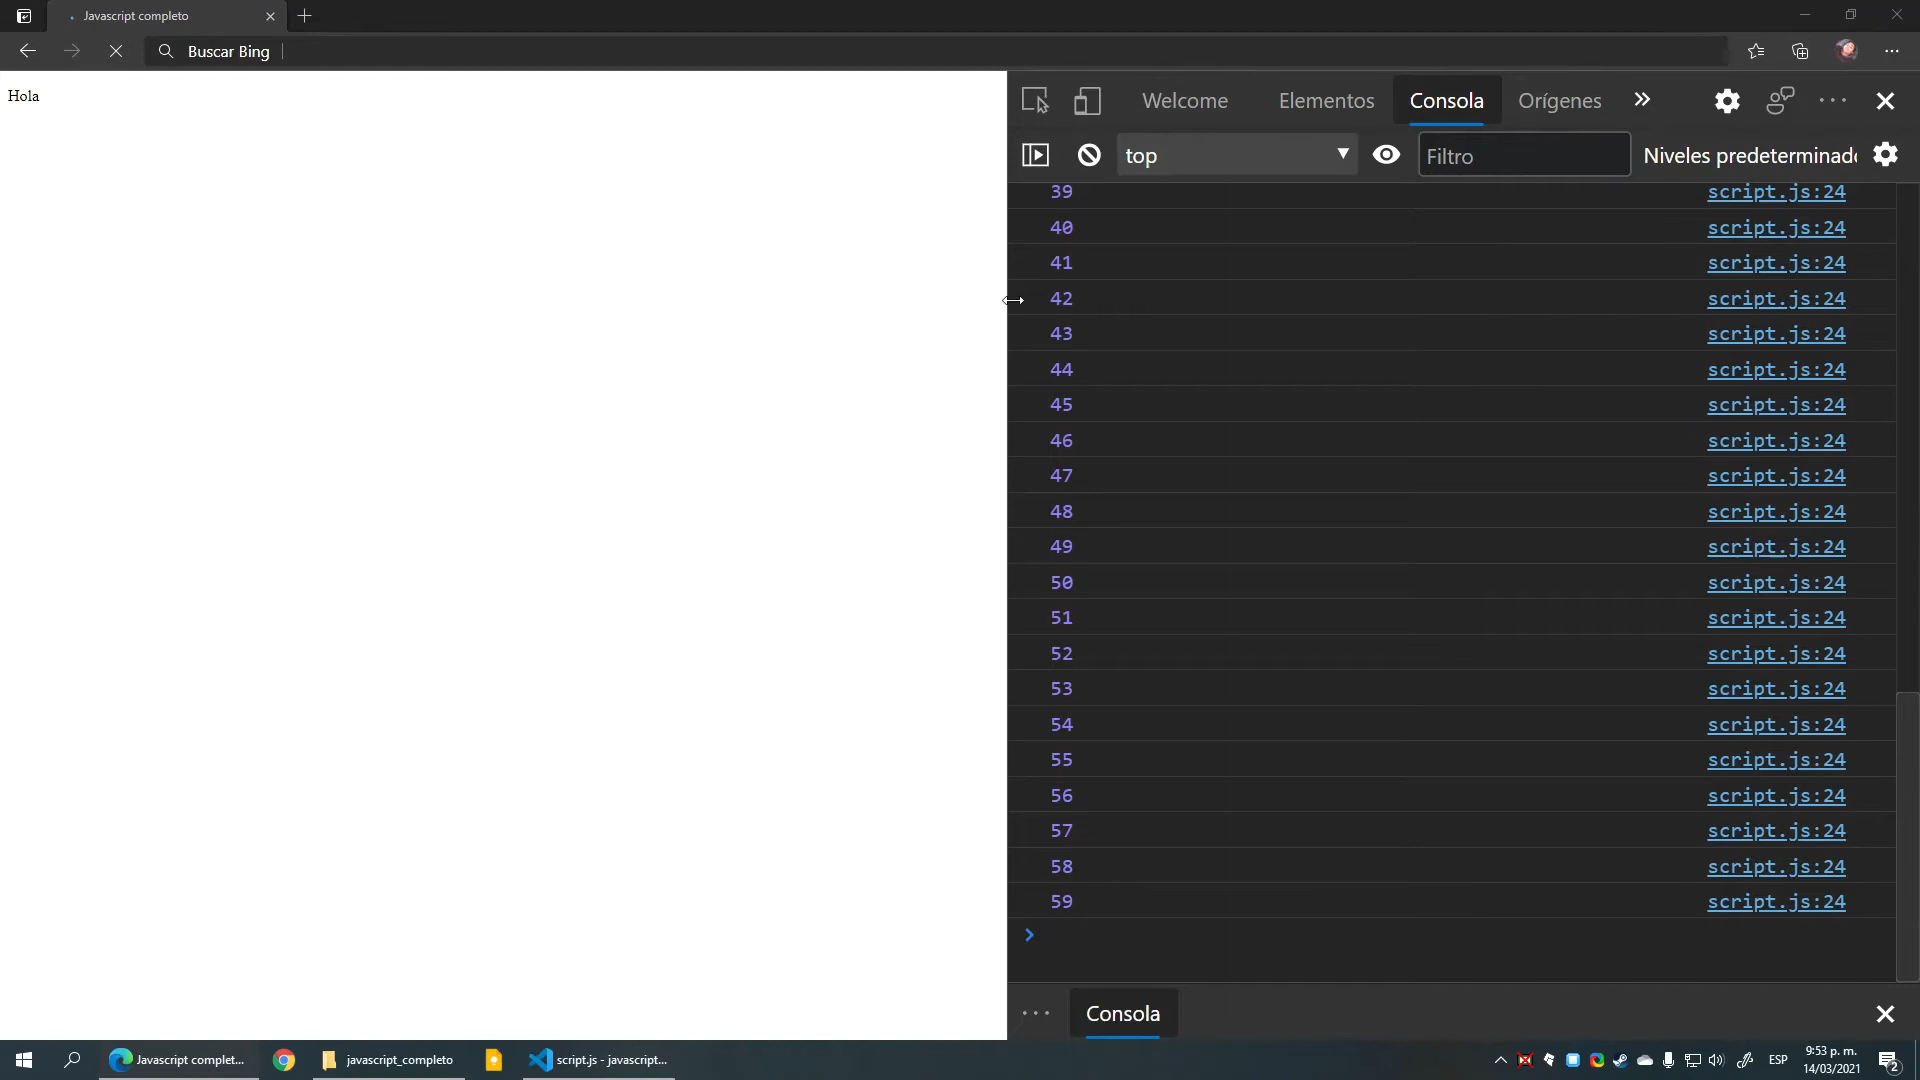 Javascript completo
Buscar Bing
Hola
Welcome Elementos Consola Orígenes
top Filtro Niveles predeterminado
39 script.js:24
40 script.js:24
41 script.js:24
42 script.js:24
43 script.js:24
44 script.js:24
45 script.js:24
46 script.js:24
47 script.js:24
48 script.js:24
49 script.js:24
50 script.js:24
51 script.js:24
52 script.js:24
53 script.js:24
54 script.js:24
55 script.js:24
56 script.js:24
57 script.js:24
58 script.js:24
59 script.js:24
Consola
Javascript complet... javascript_completo script.js - javascript... ESP 9:53 p. m.
14/03/2021 2